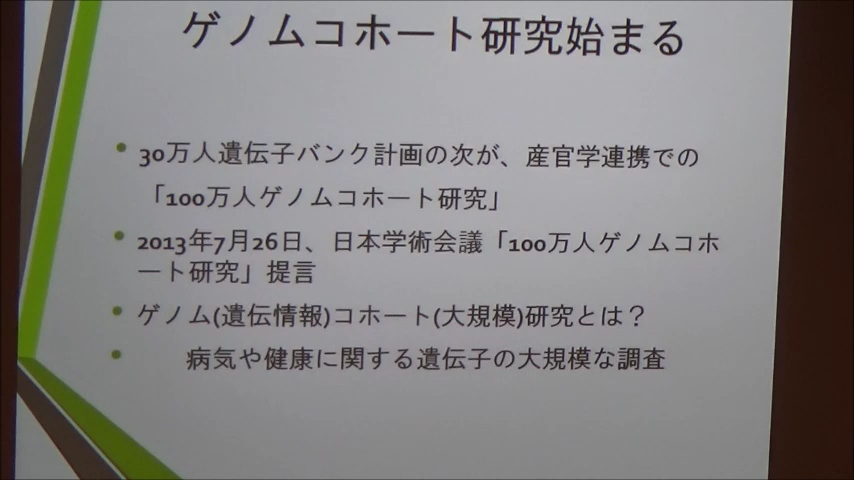 ゲノムコホート研究始まる
• 30万人遺伝子バンク計画の次が、産官学連携での
「100万人ゲノムコホート研究」
• 2013年7月26日、日本学術会議「100万人ゲノムコホ
ート研究」提言
• ゲノム(遺伝情報)コホート(大規模)研究とは？
• 病気や健康に関する遺伝子の大規模な調査